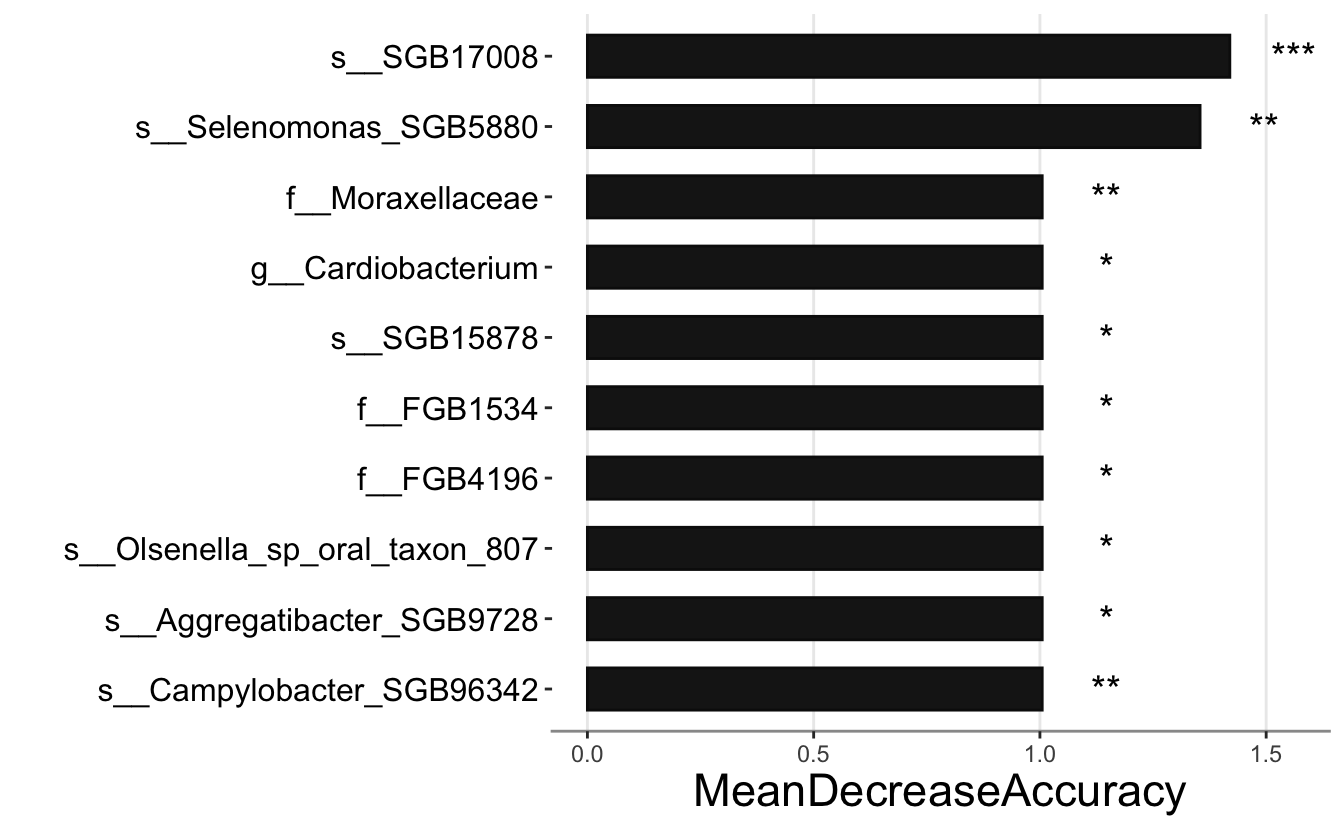 s__SGB17008 ***
s__Selenomonas_SGB5880 **
f__Moraxellaceae **
g__Cardiobacterium *
s__SGB15878 *
f__FGB1534 *
f__FGB4196 *
s__Olsenella_sp_oral_taxon_807 *
s__Aggregatibacter_SGB9728 *
s__Campylobacter_SGB96342 **
0.0 0.5 1.0 1.5
MeanDecreaseAccuracy